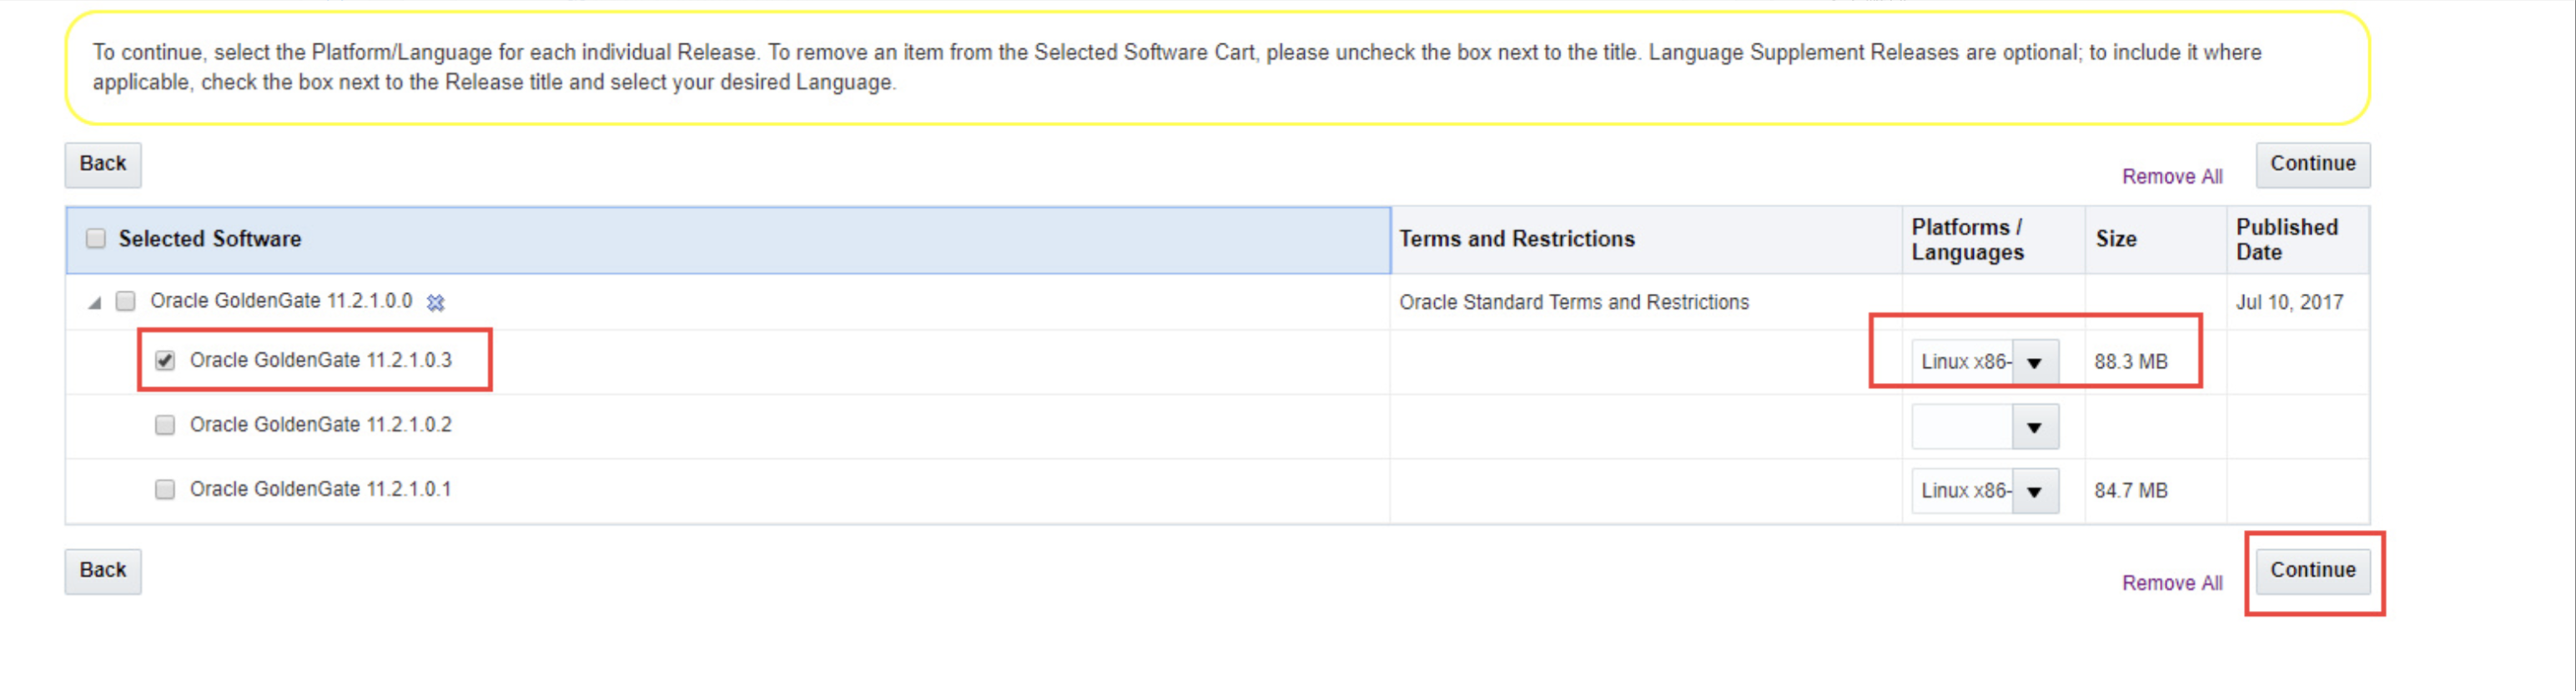 To continue, select the Platform/Language for each individual Release. To remove an item from the Selected Software Cart, please uncheck the box next to the title. Language Supplement Releases are optional; to include it where
applicable, check the box next to the Release title and select your desired Language.
Back
Remove All
Continue
Selected Software
Terms and Restrictions
Platforms /
Languages
Size
Published
Date
Oracle GoldenGate 11.2.1.0.0
Oracle Standard Terms and Restrictions
Jul 10, 2017
Oracle GoldenGate 11.2.1.0.3
Linux x86-
88.3 MB
Oracle GoldenGate 11.2.1.0.2
Oracle GoldenGate 11.2.1.0.1
Linux x86-
84.7 MB
Back
Remove All
Continue